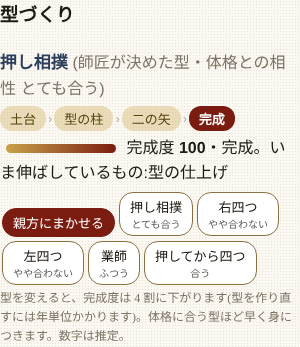 型づくり
押し相撲 (師匠が決めた型・体格との相
性 とても合う)
土台 › 型の柱 › 二の矢 › 完成
完成度 100・完成。い
ま伸ばしているもの:型の仕上げ
親方にまかせる
押し相撲
とても合う
右四つ
やや合わない
左四つ
やや合わない
業師
ふつう
押してから四つ
合う
型を変えると、完成度は 4 割に下がります(型を作り直
すには年単位かかります)。体格に合う型ほど早く身に
つきます。数字は推定。